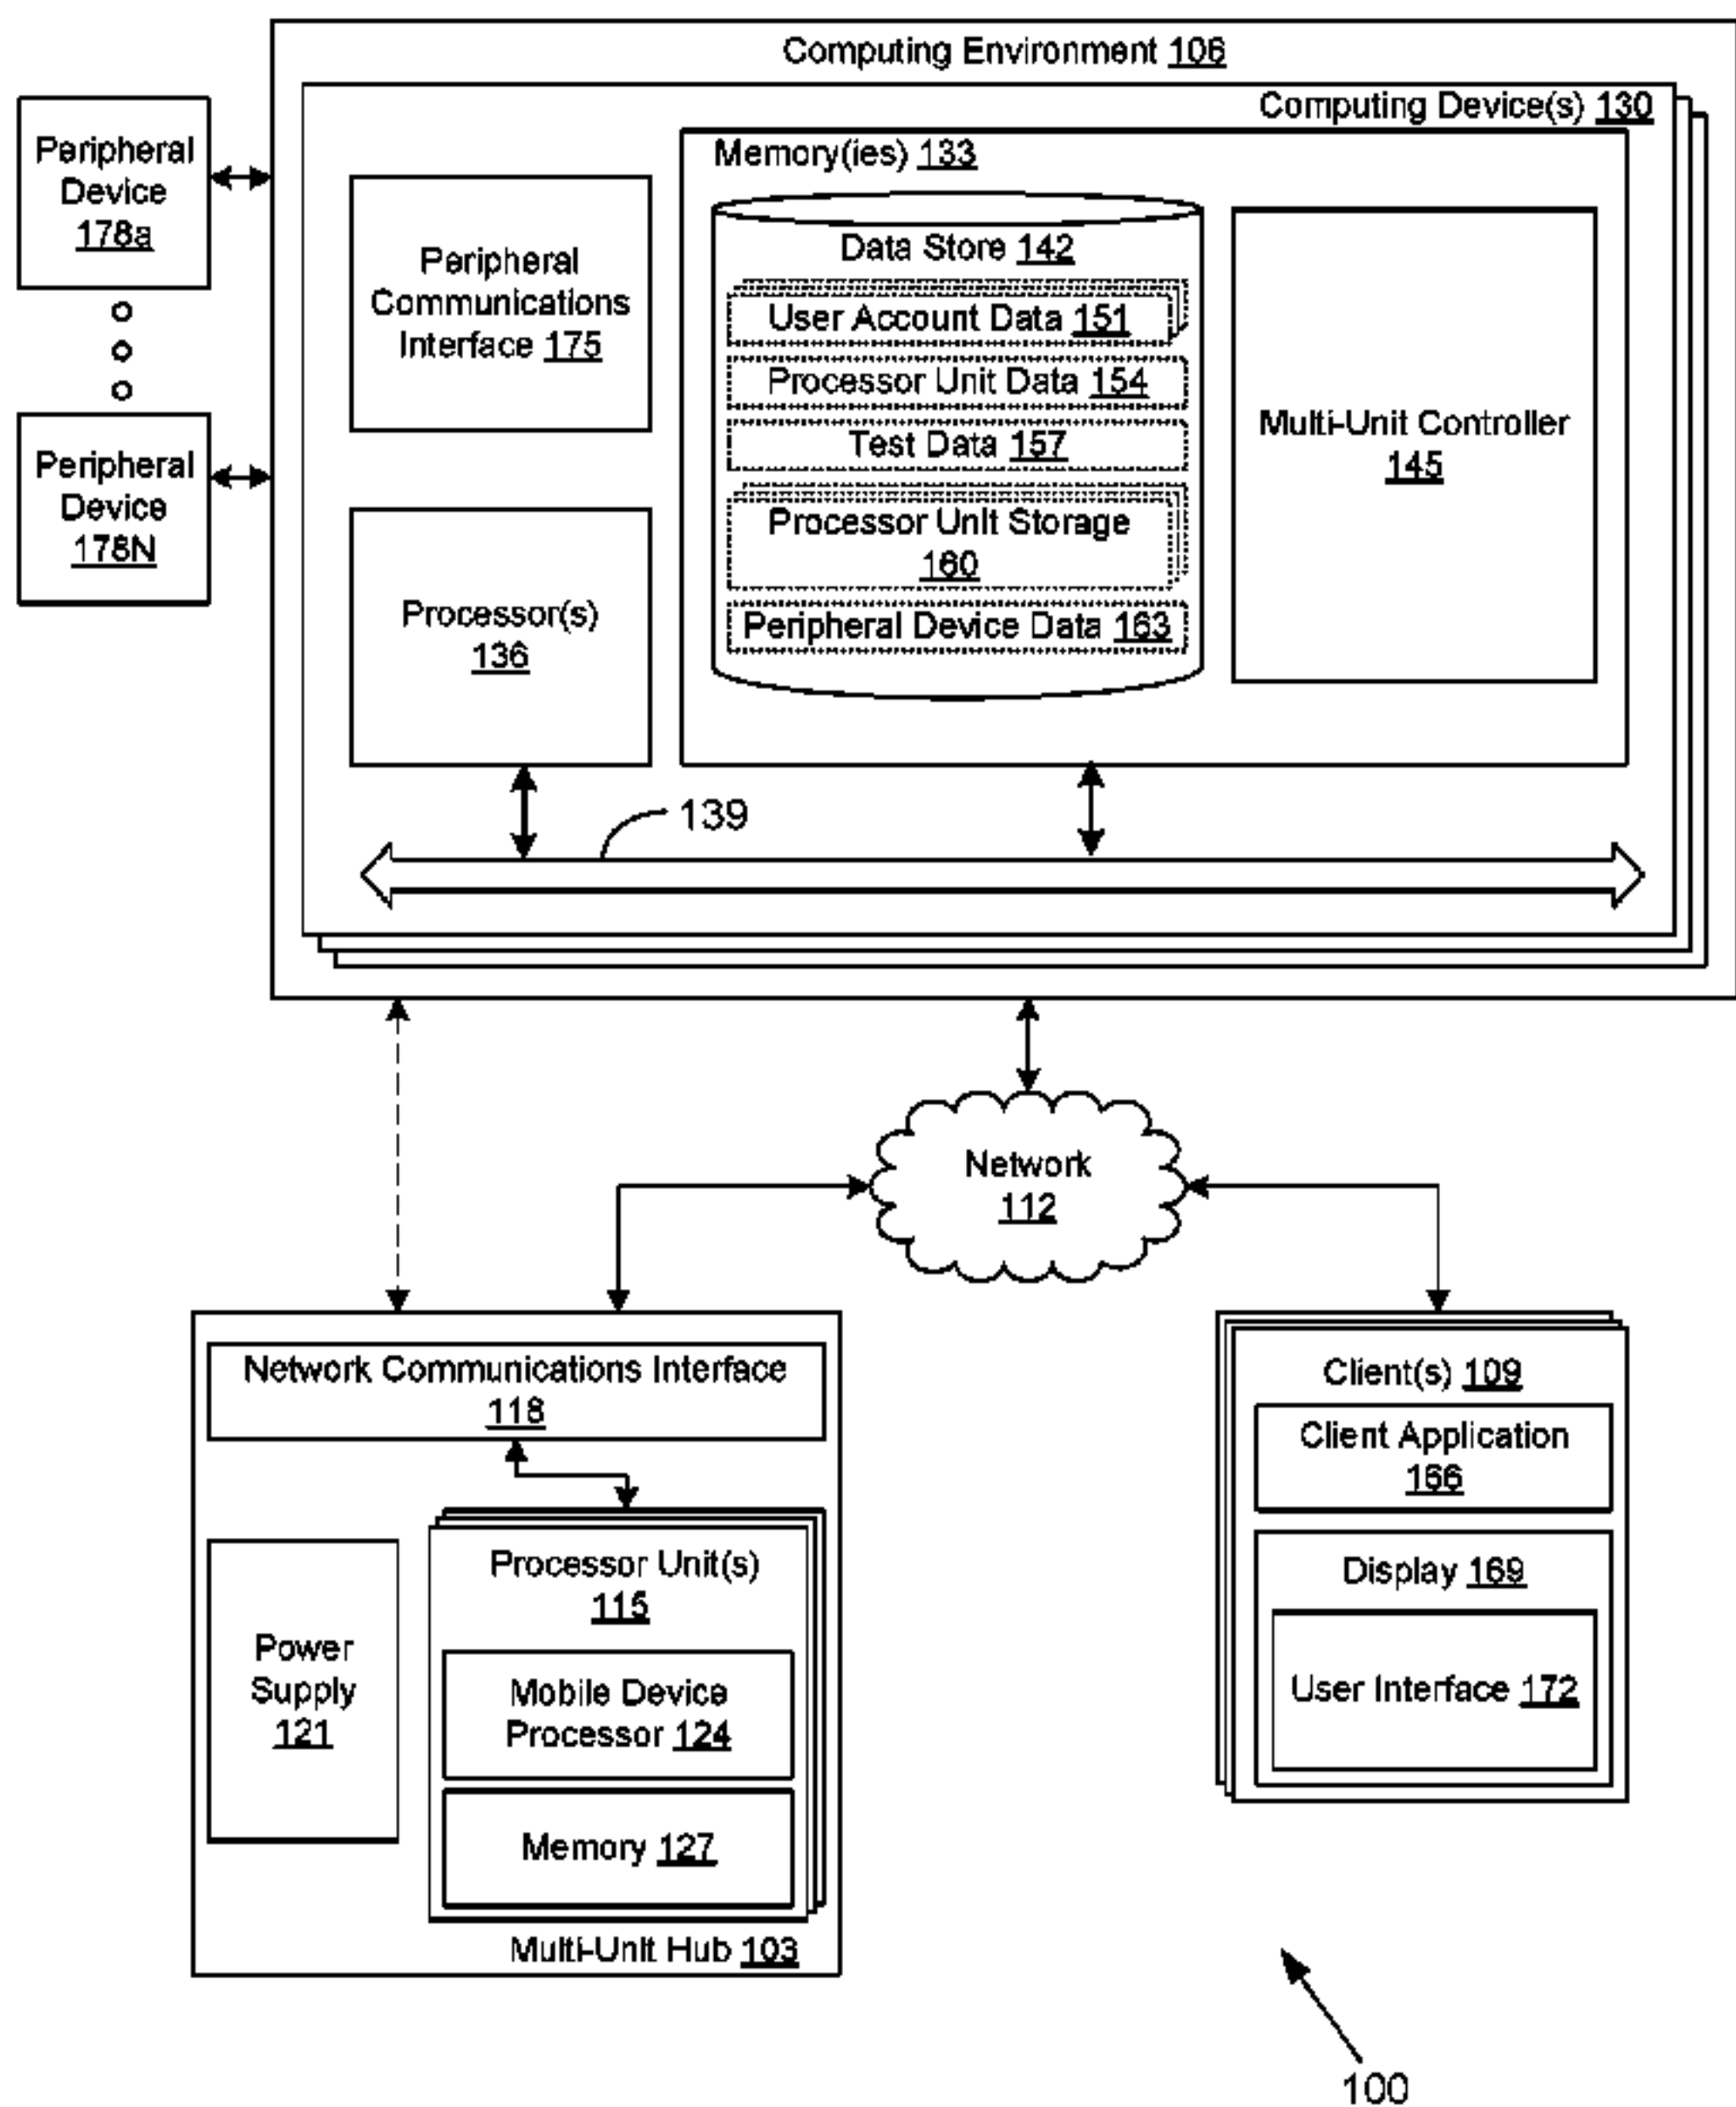 Computing Environment 106
Computing Device(s) 130
Peripheral
Device
178a
Peripheral
Device
178N
Peripheral
Communications
Interface 175
Processor(s)
136
Memory(ies) 133
Data Store 142
User Account Data 151
Processor Unit Data 154
Test Data 157
Processor Unit Storage
160
Peripheral Device Data 163
Multi-Unit Controller
145
139
Network
112
Network Communications Interface
118
Power
Supply
121
Processor Unit(s)
115
Mobile Device
Processor 124
Memory 127
Multi-Unit Hub 103
Client(s) 109
Client Application
166
Display 169
User Interface 172
100